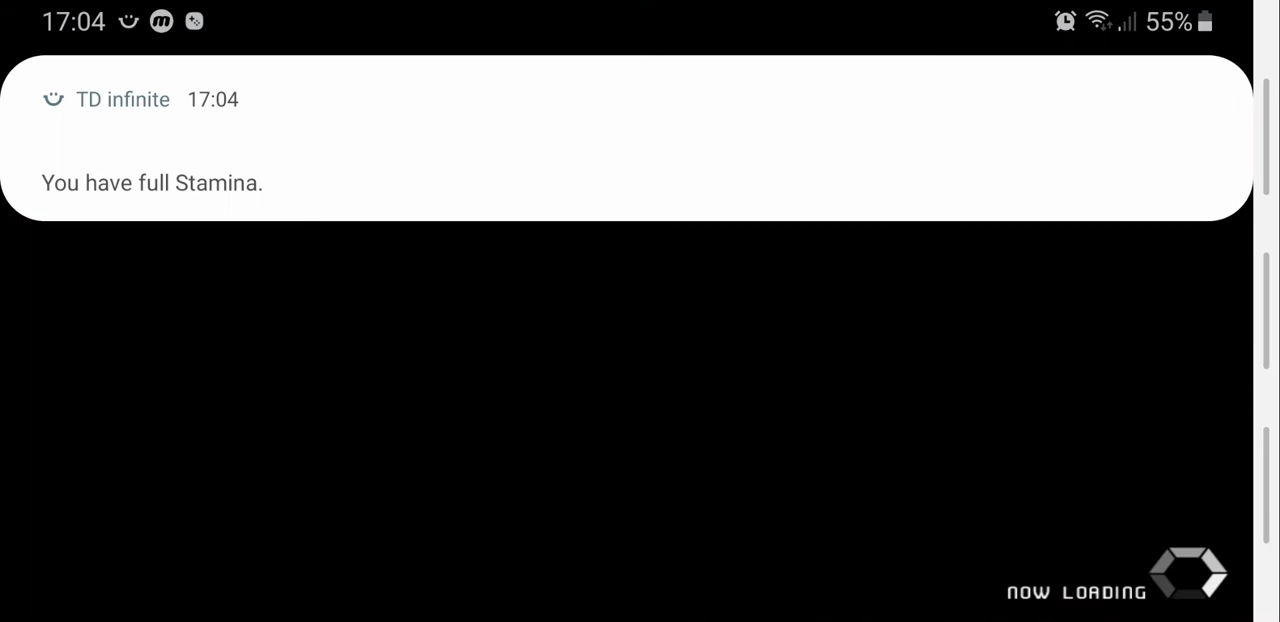 17:04
55%
TD infinite 17:04
You have full Stamina.
NOW LOADING